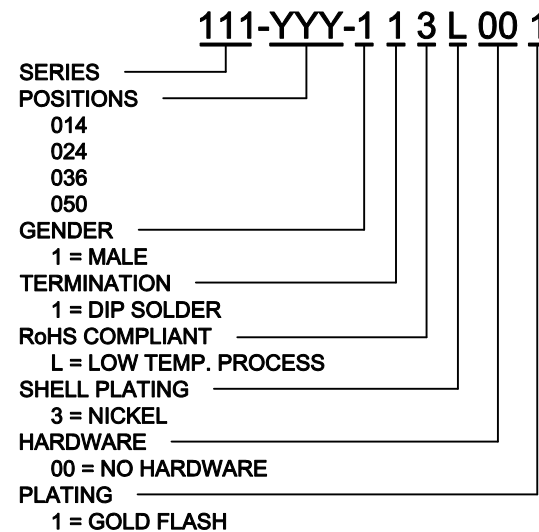 111-YYY-1 1 3 L 00 1
SERIES
POSITIONS
014
024
036
050
GENDER
1 = MALE
TERMINATION
1 = DIP SOLDER
RoHS COMPLIANT
L = LOW TEMP. PROCESS
SHELL PLATING
3 = NICKEL
HARDWARE
00 = NO HARDWARE
PLATING
1 = GOLD FLASH